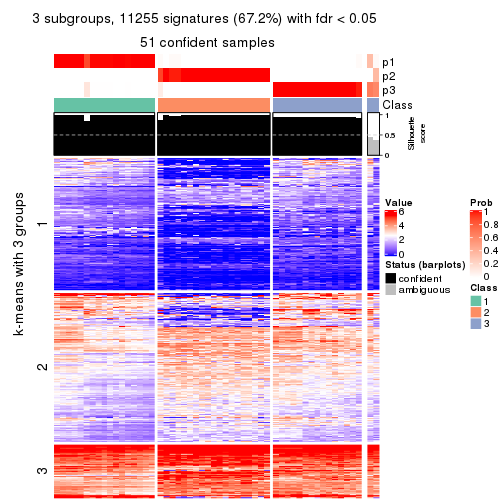 3 subgroups, 11255 signatures (67.2%) with fdr < 0.05
51 confident samples
p1
p2
p3
Class
1
0.5
0
Silhouette
score
k-means with 3 groups
1
2
3
Value
6
4
2
0
Status (barplots)
confident
ambiguous
Prob
1
0.8
0.6
0.4
0.2
0
Class
1
2
3